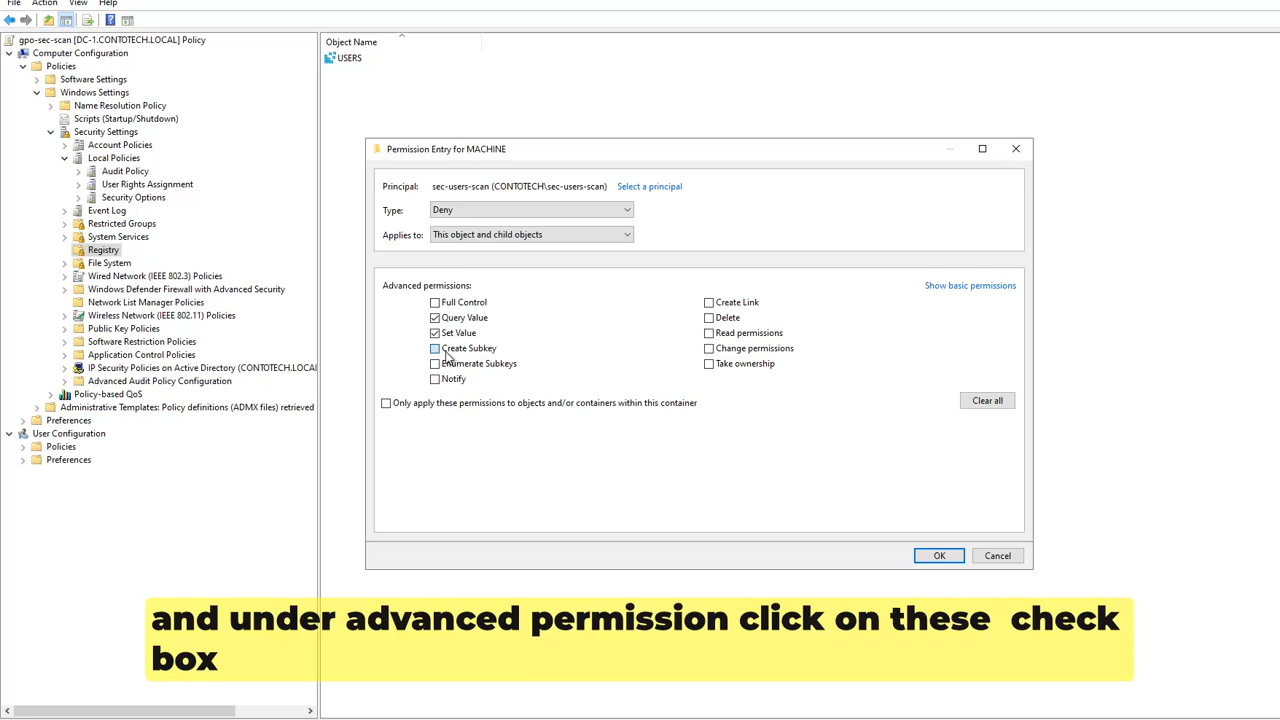 File Action View Help
gpo-sec-scan [DC-1.CONTOTECH.LOCAL] Policy
Computer Configuration
Policies
Software Settings
Windows Settings
Name Resolution Policy
Scripts (Startup/Shutdown)
Security Settings
Account Policies
Local Policies
Audit Policy
User Rights Assignment
Security Options
Event Log
Restricted Groups
System Services
Registry
File System
Wired Network (IEEE 802.3) Policies
Windows Defender Firewall with Advanced Security
Network List Manager Policies
Wireless Network (IEEE 802.11) Policies
Public Key Policies
Software Restriction Policies
Application Control Policies
IP Security Policies on Active Directory (CONTOTECH.LOCAL
Advanced Audit Policy Configuration
Policy-based QoS
Administrative Templates: Policy definitions (ADMX files) retrieved
Preferences
User Configuration
Policies
Preferences
Object Name
USERS
Permission Entry for MACHINE
Principal: sec-users-scan (CONTOTECH\sec-users-scan) Select a principal
Type: Deny
Applies to: This object and child objects
Advanced permissions: Show basic permissions
Full Control Create Link
Query Value Delete
Set Value Read permissions
Create Subkey Change permissions
Enumerate Subkeys Take ownership
Notify
Only apply these permissions to objects and/or containers within this container Clear all
OK Cancel
and under advanced permission click on these check
box